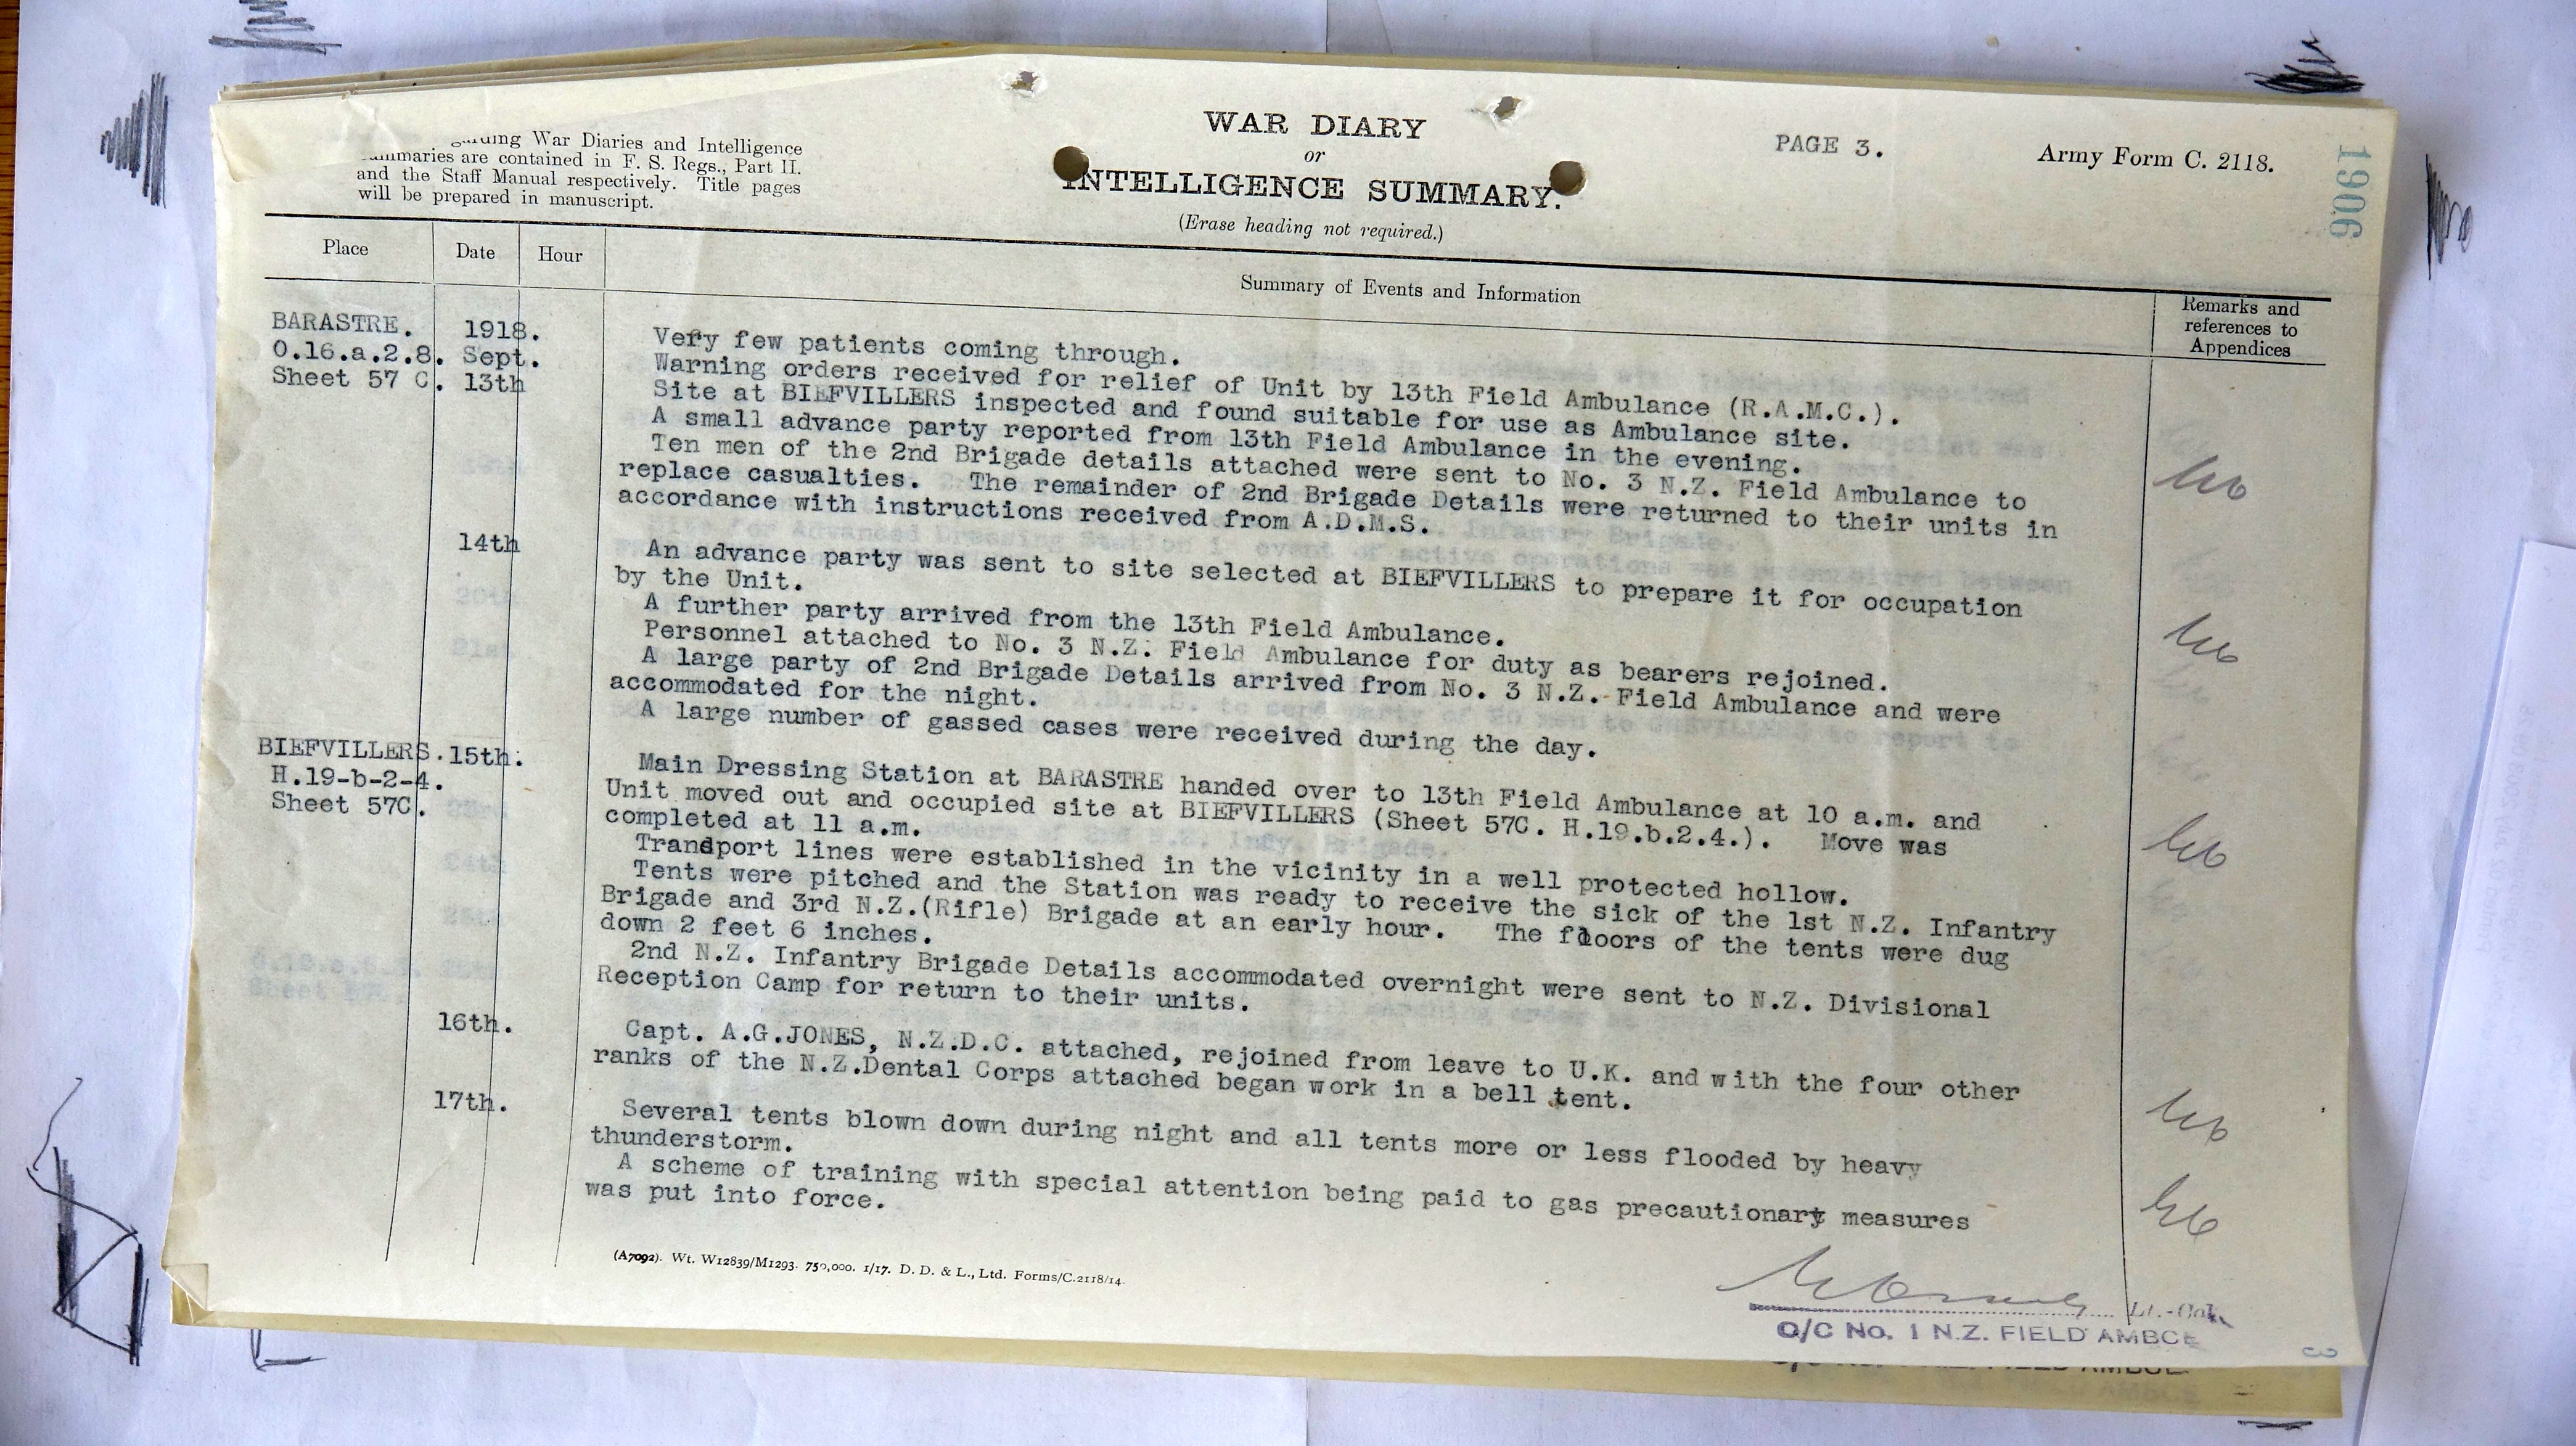 WAR DIARY
or
INTELLIGENCE SUMMARY.
(Erase heading not required.)
PAGE 3.
Army Form C. 2118.
1906
War Diaries and Intelligence
are contained in F. S. Regs., Part II.
and the Staff Manual respectively. Title pages
will be prepared in manuscript.
Place
Date
Hour
Summary of Events and Information
Remarks and
references to
Appendices
BARASTRE. 1918.
O.16.a.2.8. Sept.
Sheet 57 C. 13th
Very few patients coming through.
Warning orders received for relief of Unit by 13th Field Ambulance (R.A.M.C.).
Site at BIEFVILLERS inspected and found suitable for use as Ambulance site.
A small advance party reported from 13th Field Ambulance in the evening.
Ten men of the 2nd Brigade details attached were sent to No. 3 N.Z. Field Ambulance to
replace casualties. The remainder of 2nd Brigade Details were returned to their units in
accordance with instructions received from A.D.M.S.
14th
An advance party was sent to site selected at BIEFVILLERS to prepare it for occupation
by the Unit.
A further party arrived from the 13th Field Ambulance.
Personnel attached to No. 3 N.Z. Field Ambulance for duty as bearers rejoined.
A large party of 2nd Brigade Details arrived from No. 3 N.Z. Field Ambulance and were
accommodated for the night.
A large number of gassed cases were received during the day.
BIEFVILLERS. 15th.
H.19-b-2-4.
Sheet 57C.
Main Dressing Station at BARASTRE handed over to 13th Field Ambulance at 10 a.m. and
Unit moved out and occupied site at BIEFVILLERS (Sheet 57C. H.19.b.2.4.). Move was
completed at 11 a.m.
Transport lines were established in the vicinity in a well protected hollow.
Tents were pitched and the Station was ready to receive the sick of the 1st N.Z. Infantry
Brigade and 3rd N.Z.(Rifle) Brigade at an early hour. The floors of the tents were dug
down 2 feet 6 inches.
2nd N.Z. Infantry Brigade Details accommodated overnight were sent to N.Z. Divisional
Reception Camp for return to their units.
16th.
Capt. A.G.JONES, N.Z.D.C. attached, rejoined from leave to U.K. and with the four other
ranks of the N.Z.Dental Corps attached began work in a bell tent.
17th.
Several tents blown down during night and all tents more or less flooded by heavy
thunderstorm.
A scheme of training with special attention being paid to gas precautionary measures
was put into force.
(A7092). Wt. W12839/M1293. 750,000. 1/17. D. D. & L., Ltd. Forms/C.2118/14.
Lt.-Col.
O/C No. 1 N.Z. FIELD AMBCE
3